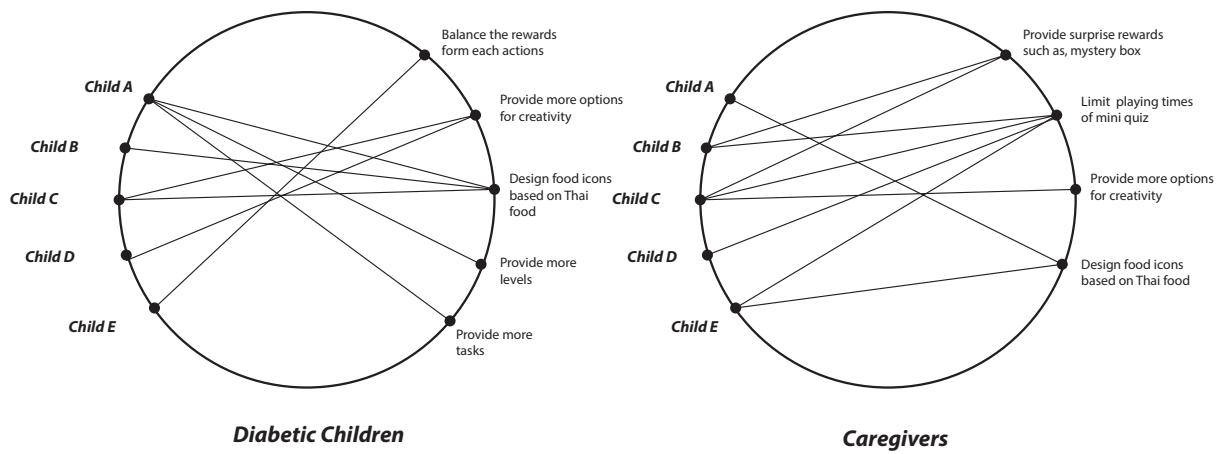 Balance the rewards
form each actions
Child A
Provide more options
for creativity
Child B
Design food icons
based on Thai
food
Child C
Child D
Provide more
levels
Child E
Provide more
tasks
Diabetic Children
Provide surprise rewards
such as, mystery box
Child A
Limit playing times
of mini quiz
Child B
Provide more options
for creativity
Child C
Child D
Design food icons
based on Thai food
Child E
Caregivers